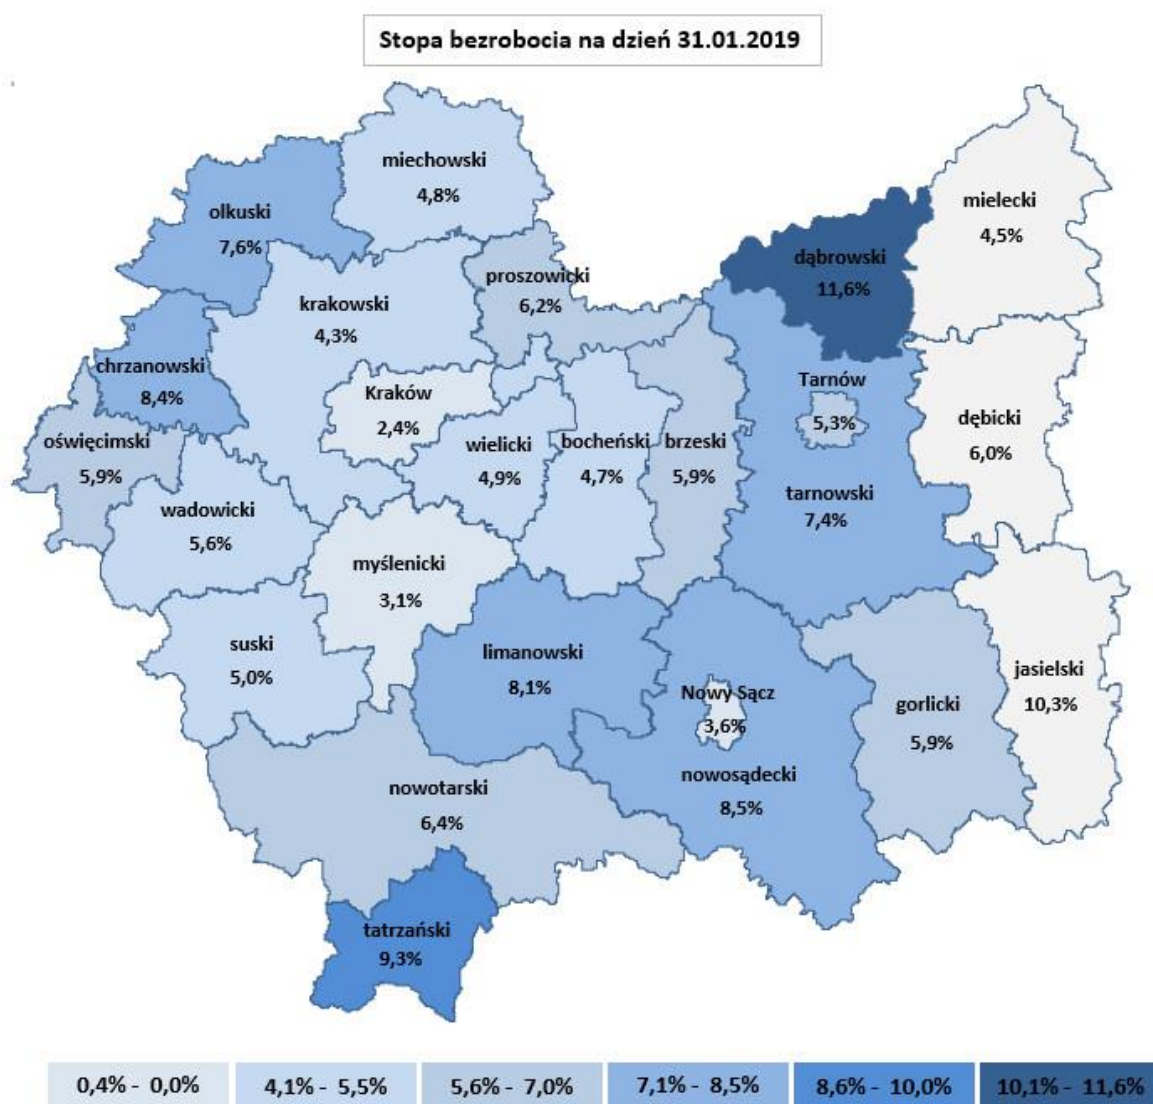 Stopa bezrobocia na dzień 31.01.2019
miechowski
4,8%
olkuski
7,6%
mielecki
4,5%
dąbrowski
11,6%
proszowicki
6,2%
krakowski
4,3%
chrzanowski
8,4%
Kraków
2,4%
Tarnów
5,3%
dębicki
6,0%
oświęcimski
5,9%
wielicki
4,9%
bocheński
4,7%
brzeski
5,9%
tarnowski
7,4%
wadowicki
5,6%
myślenicki
3,1%
suski
5,0%
limanowski
8,1%
Nowy Sącz
3,6%
gorlicki
5,9%
jasielski
10,3%
nowosądecki
8,5%
nowotarski
6,4%
tatrzański
9,3%
0,4% - 0,0%
4,1% - 5,5%
5,6% - 7,0%
7,1% - 8,5%
8,6% - 10,0%
10,1% - 11,6%